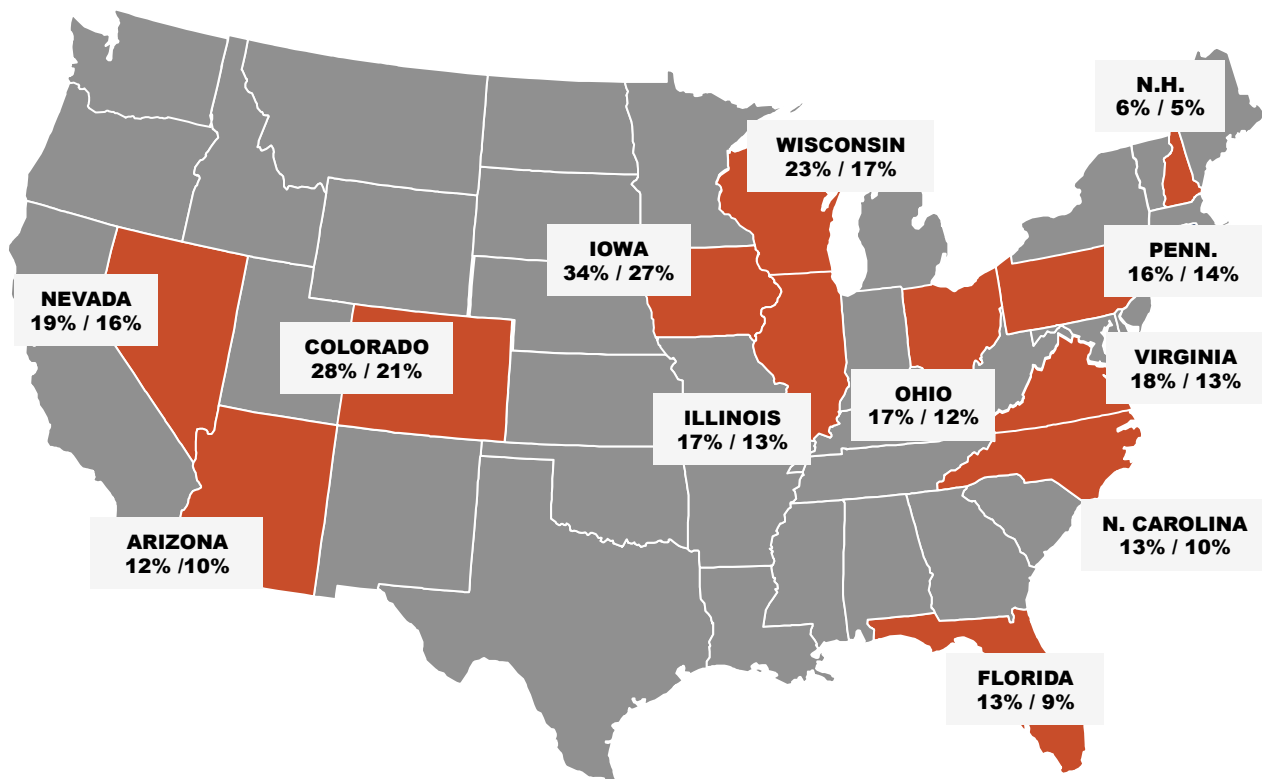 N.H.
6% / 5%
WISCONSIN
23% / 17%
IOWA
34% / 27%
PENN.
16% / 14%
NEVADA
19% / 16%
COLORADO
28% / 21%
VIRGINIA
18% / 13%
OHIO
17% / 12%
ILLINOIS
17% / 13%
N. CAROLINA
13% / 10%
ARIZONA
12% /10%
FLORIDA
13% / 9%